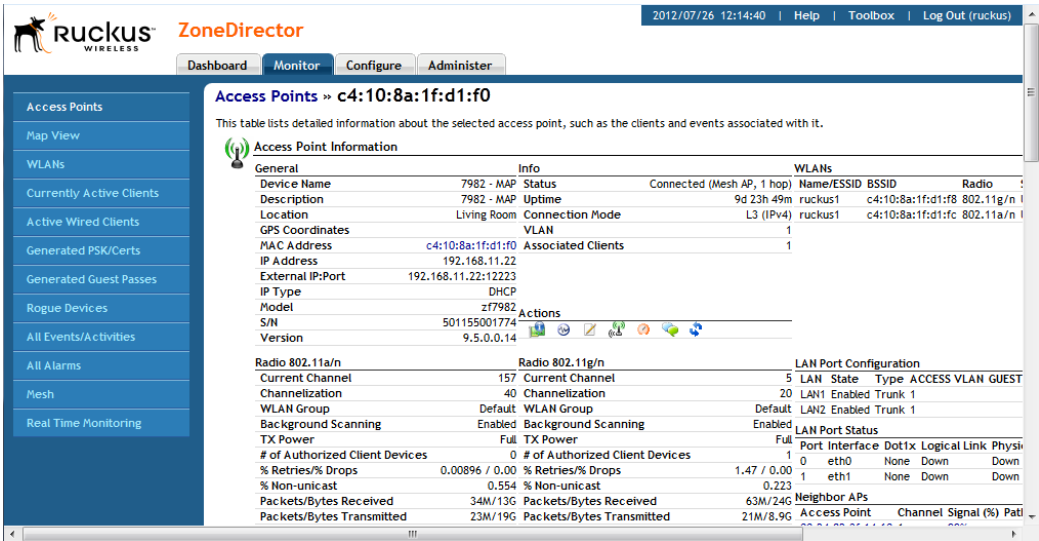 RUCKUS WIRELESS
ZoneDirector
2012/07/26 12:14:40 | Help | Toolbox | Log Out (ruckus)
Dashboard Monitor Configure Administer
Access Points
Map View
WLANs
Currently Active Clients
Active Wired Clients
Generated PSK/Certs
Generated Guest Passes
Rogue Devices
All Events/Activities
All Alarms
Mesh
Real Time Monitoring
Access Points » c4:10:8a:1f:d1:f0
This table lists detailed information about the selected access point, such as the clients and events associated with it.
Access Point Information
General
Device Name 7982 - MAP
Description 7982 - MAP
Location Living Room
GPS Coordinates
MAC Address c4:10:8a:1f:d1:f0
IP Address 192.168.11.22
External IP:Port 192.168.11.22:12223
IP Type DHCP
Model zf7982
S/N 501155001774
Version 9.5.0.0.14
Info
Status Connected (Mesh AP, 1 hop)
Uptime 9d 23h 49m
Connection Mode L3 (IPv4)
VLAN 1
Associated Clients 1
Actions
WLANs
Name/ESSID BSSID Radio
ruckus1 c4:10:8a:1f:d1:f8 802.11g/n
ruckus1 c4:10:8a:1f:d1:fc 802.11a/n
Radio 802.11a/n
Current Channel 157
Channelization 40
WLAN Group Default
Background Scanning Enabled
TX Power Full
# of Authorized Client Devices 0
% Retries/% Drops 0.00896 / 0.00
% Non-unicast 0.554
Packets/Bytes Received 34M/13G
Packets/Bytes Transmitted 23M/19G
Radio 802.11g/n
Current Channel 5
Channelization 20
WLAN Group Default
Background Scanning Enabled
TX Power Full
# of Authorized Client Devices 1
% Retries/% Drops 1.47 / 0.00
% Non-unicast 0.223
Packets/Bytes Received 63M/24G
Packets/Bytes Transmitted 21M/8.9G
LAN Port Configuration
LAN State Type ACCESS VLAN GUEST
LAN1 Enabled Trunk 1
LAN2 Enabled Trunk 1
LAN Port Status
Port Interface Dot1x Logical Link Physi
0 eth0 None Down Down
1 eth1 None Down Down
Neighbor APs
Access Point Channel Signal (%) Pat